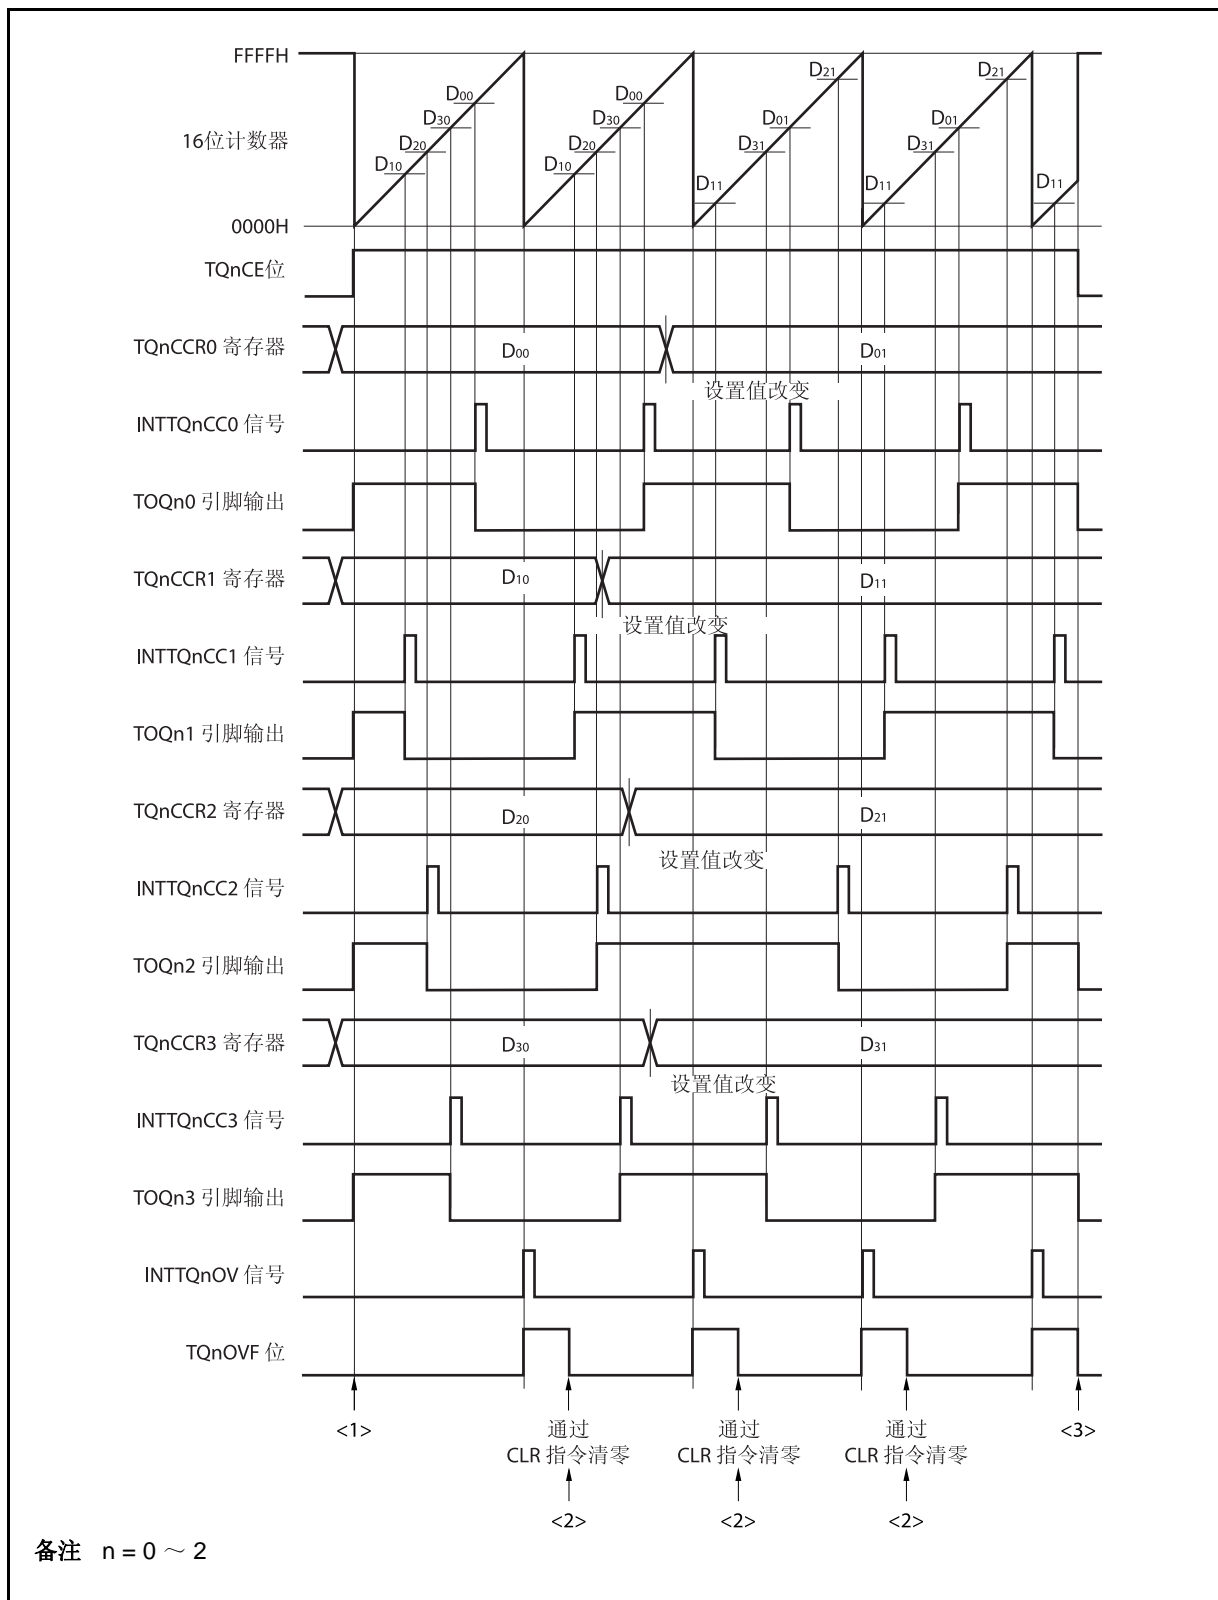 FFFFH
D00
D00
D21
D21
D30
D30
D01
D01
16位计数器
D20
D20
D31
D31
D10
D10
D11
D11
D11
0000H
TQnCE位
TQnCCR0 寄存器
D00
D01
设置值改变
INTTQnCC0 信号
TOQn0 引脚输出
TQnCCR1 寄存器
D10
D11
设置值改变
INTTQnCC1 信号
TOQn1 引脚输出
TQnCCR2 寄存器
D20
D21
设置值改变
INTTQnCC2 信号
TOQn2 引脚输出
TQnCCR3 寄存器
D30
D31
设置值改变
INTTQnCC3 信号
TOQn3 引脚输出
INTTQnOV 信号
TQnOVF 位
<1>
通过
CLR 指令清零
<2>
通过
CLR 指令清零
<2>
通过
CLR 指令清零
<2>
<3>
备注 n = 0 ～ 2